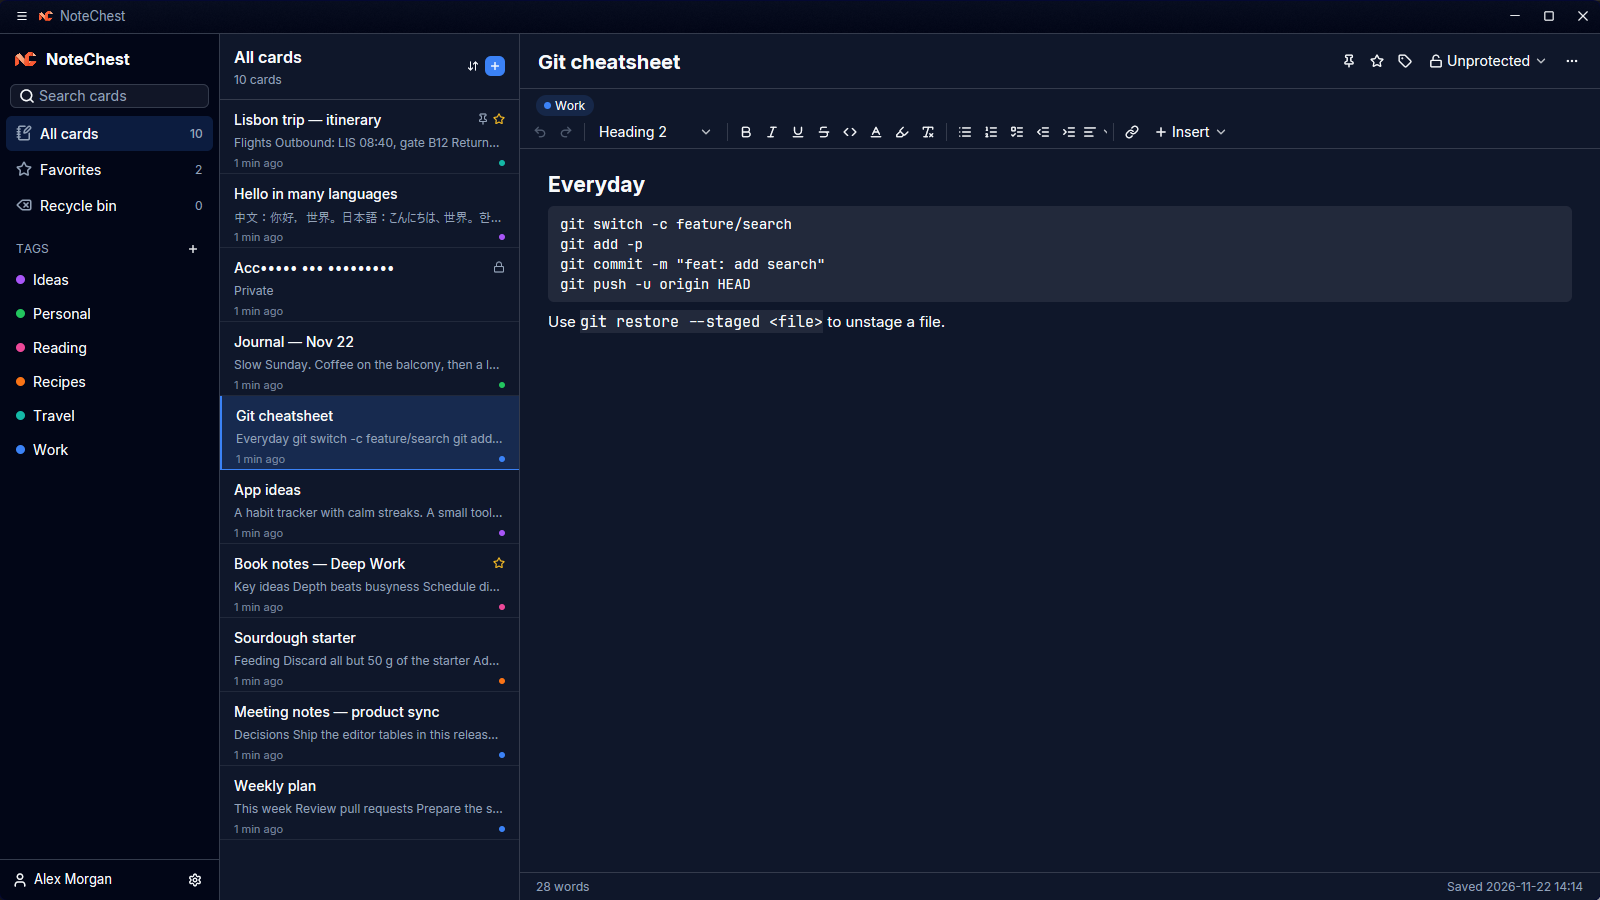 NoteChest
NoteChest
Search cards
All cards 10
Favorites 2
Recycle bin 0
TAGS
Ideas
Personal
Reading
Recipes
Travel
Work
Alex Morgan
All cards
10 cards
Lisbon trip — itinerary
Flights Outbound: LIS 08:40, gate B12 Return...
1 min ago
Hello in many languages
中文：你好，世界。日本語：こんにちは、世界。한...
1 min ago
Acc••••• ••• •••••••••
Private
1 min ago
Journal — Nov 22
Slow Sunday. Coffee on the balcony, then a l...
1 min ago
Git cheatsheet
Everyday git switch -c feature/search git add...
1 min ago
App ideas
A habit tracker with calm streaks. A small tool...
1 min ago
Book notes — Deep Work
Key ideas Depth beats busyness Schedule di...
1 min ago
Sourdough starter
Feeding Discard all but 50 g of the starter Ad...
1 min ago
Meeting notes — product sync
Decisions Ship the editor tables in this releas...
1 min ago
Weekly plan
This week Review pull requests Prepare the s...
1 min ago
Git cheatsheet
Unprotected
Work
Heading 2
Insert
Everyday
git switch -c feature/search
git add -p
git commit -m "feat: add search"
git push -u origin HEAD
Use git restore --staged <file> to unstage a file.
28 words
Saved 2026-11-22 14:14